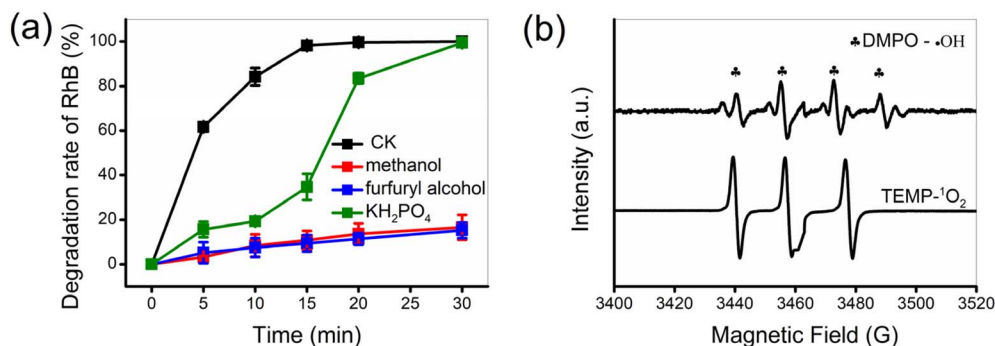 (a)
Degradation rate of RhB (%)
100
80
60
40
20
0
CK
methanol
furfuryl alcohol
KH₂PO₄
0 5 10 15 20 30
Time (min)
(b)
Intensity (a.u.)
♣DMPO - •OH
♣ ♣ ♣ ♣
TEMP-¹O₂
3400 3420 3440 3460 3480 3500 3520
Magnetic Field (G)